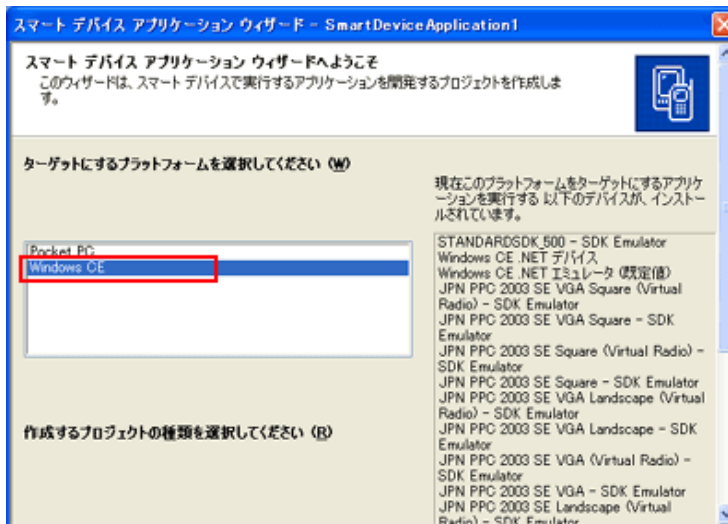 スマート デバイス アプリケーション ウィザード - SmartDeviceApplication1
スマート デバイス アプリケーション ウィザードへようこそ
このウィザードは、スマート デバイスで実行するアプリケーションを開発するプロジェクトを作成しま
す。
ターゲットにするプラットフォームを選択してください (W)
Pocket PC
Windows CE
作成するプロジェクトの種類を選択してください (R)
現在このプラットフォームをターゲットにするアプリケ
ーションを実行する 以下のデバイスが、インストー
ルされています。
STANDARDSDK_500 - SDK Emulator
Windows CE .NET デバイス
Windows CE .NET エミュレータ (既定値)
JPN PPC 2003 SE VGA Square (Virtual
Radio) - SDK Emulator
JPN PPC 2003 SE VGA Square - SDK
Emulator
JPN PPC 2003 SE Square (Virtual Radio) -
SDK Emulator
JPN PPC 2003 SE Square - SDK Emulator
JPN PPC 2003 SE VGA Landscape (Virtual
Radio) - SDK Emulator
JPN PPC 2003 SE VGA Landscape - SDK
Emulator
JPN PPC 2003 SE VGA (Virtual Radio) -
SDK Emulator
JPN PPC 2003 SE VGA - SDK Emulator
JPN PPC 2003 SE Landscape (Virtual
Radio) - SDK Emulator